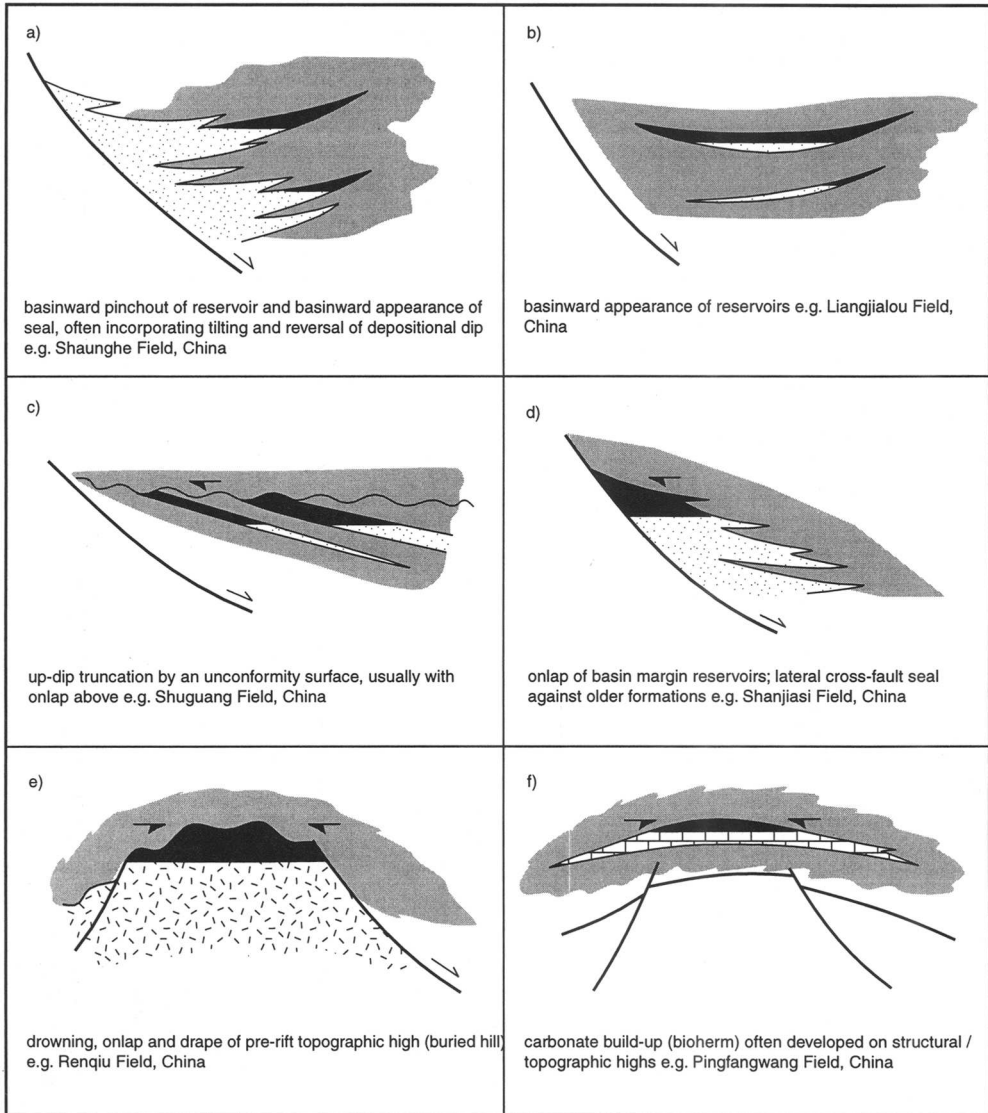 a)
basinward pinchout of reservoir and basinward appearance of
seal, often incorporating tilting and reversal of depositional dip
e.g. Shaunghe Field, China
b)
basinward appearance of reservoirs e.g. Liangjialou Field,
China
c)
up-dip truncation by an unconformity surface, usually with
onlap above e.g. Shuguang Field, China
d)
onlap of basin margin reservoirs; lateral cross-fault seal
against older formations e.g. Shanjiasi Field, China
e)
drowning, onlap and drape of pre-rift topographic high (buried hill)
e.g. Renqiu Field, China
f)
carbonate build-up (bioherm) often developed on structural /
topographic highs e.g. Pingfangwang Field, China